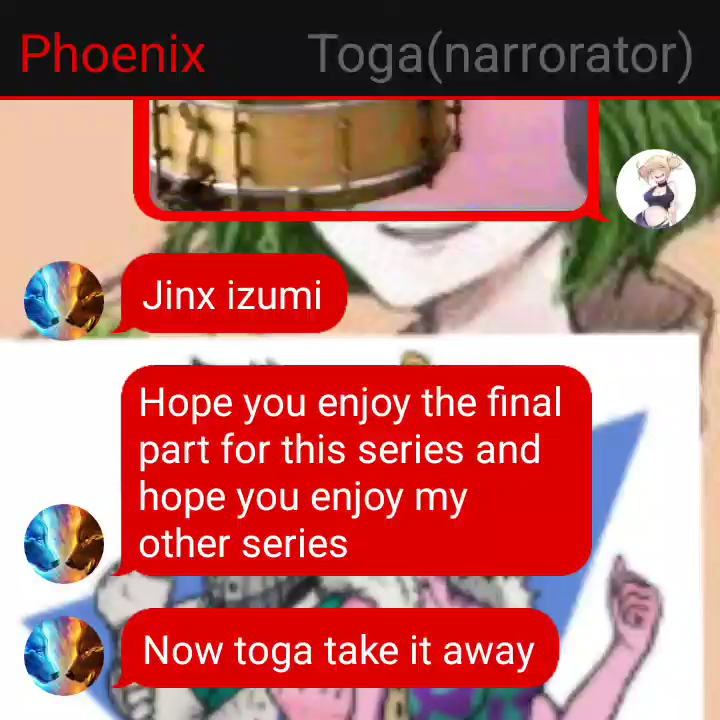 Phoenix Toga(narrorator)
Jinx izumi
Hope you enjoy the final
part for this series and
hope you enjoy my
other series
Now toga take it away